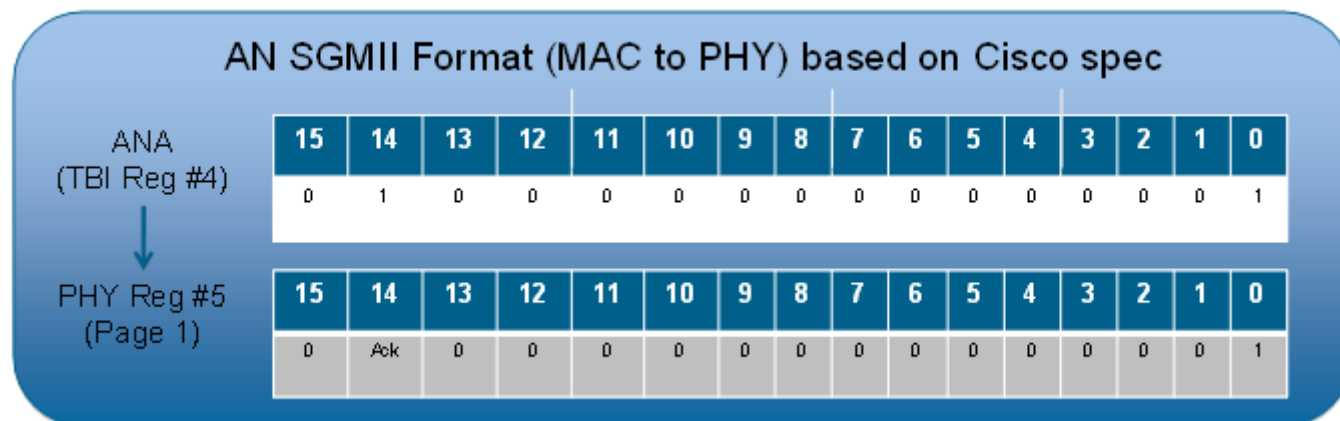 AN SGMII Format (MAC to PHY) based on Cisco spec
ANA
(TBI Reg #4)
15 14 13 12 11 10 9 8 7 6 5 4 3 2 1 0
0 1 0 0 0 0 0 0 0 0 0 0 0 0 0 1
PHY Reg #5
(Page 1)
15 14 13 12 11 10 9 8 7 6 5 4 3 2 1 0
0 Ack 0 0 0 0 0 0 0 0 0 0 0 0 0 1